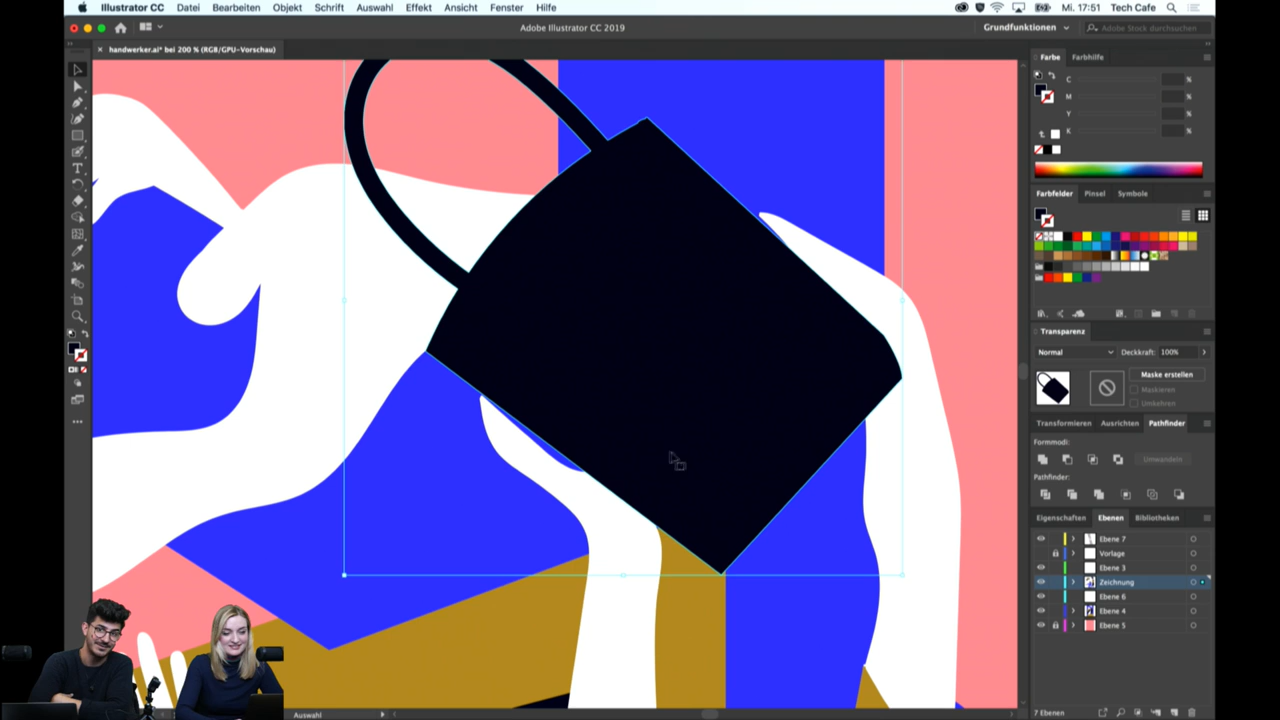 Illustrator CC Datei Bearbeiten Objekt Schrift Auswahl Effekt Ansicht Fenster Hilfe Mi. 17:51 Tech Cafe
Adobe Illustrator CC 2019
Grundfunktionen
Adobe Stock durchsuchen
handwerker.ai* bei 200 % (RGB/GPU-Vorschau)
Farbe Farbhilfe
C %
M %
Y %
K %
Farbfelder Pinsel Symbole
Transparenz
Normal Deckkraft: 100%
Maske erstellen
Maskieren
Umkehren
Transformieren Ausrichten Pathfinder
Formmodi:
Umwandeln
Pathfinder:
Eigenschaften Ebenen Bibliotheken
Ebene 7
Vorlage
Ebene 3
Zeichnung
Ebene 6
Ebene 4
Ebene 5
7 Ebenen
Auswahl